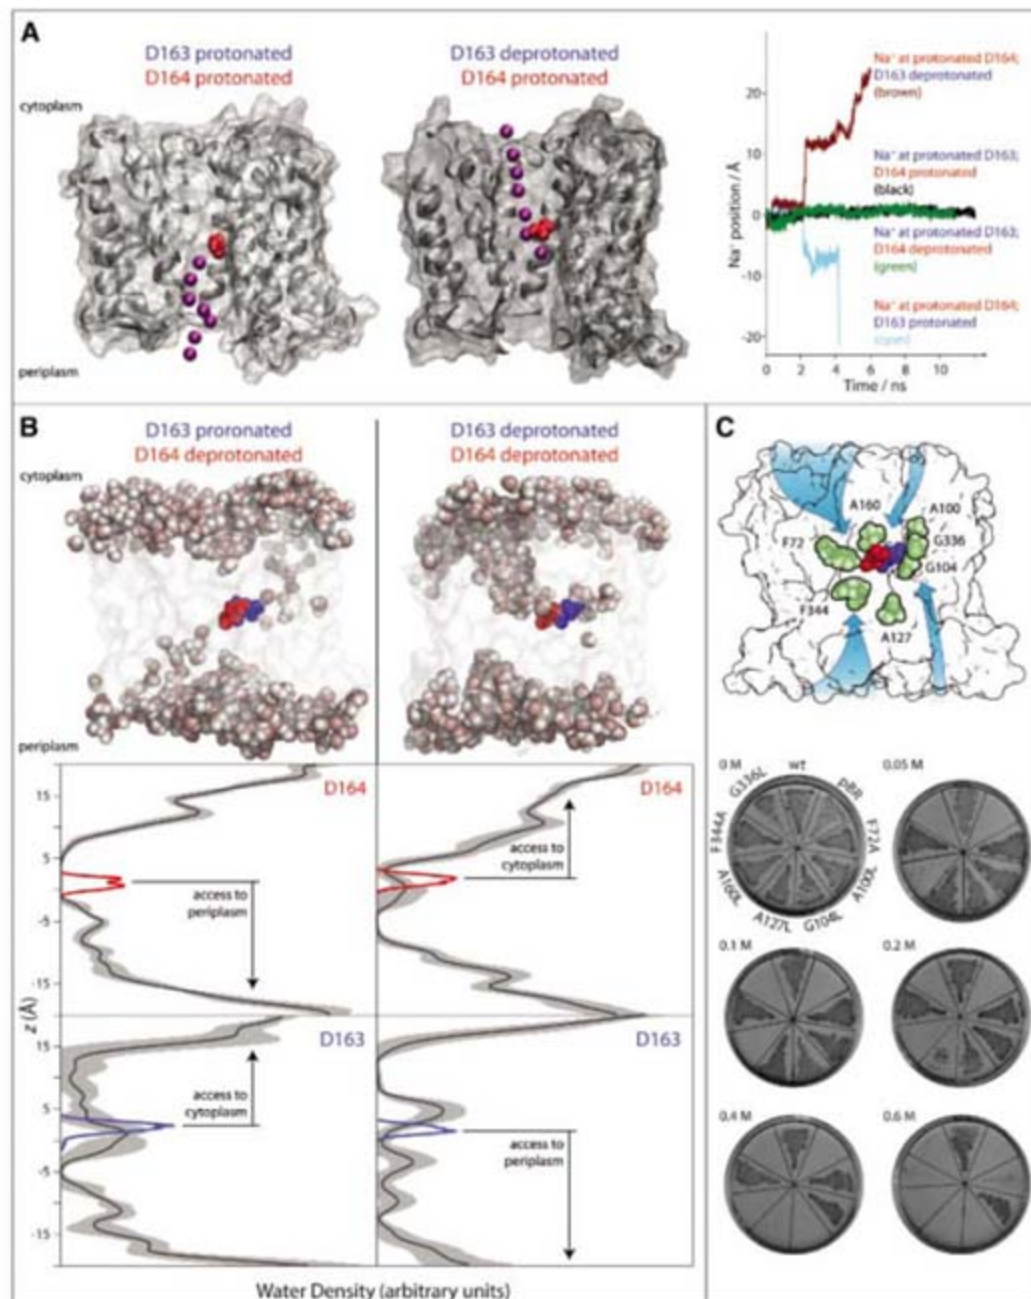 A
D163 protonated
D164 protonated
cytoplasm
periplasm
D163 deprotonated
D164 protonated
Na⁺ position / Å
20
10
0
-10
-20
0
2
4
6
8
10
Time / ns
Na⁺ at protonated D164;
D163 deprotonated
(brown)
Na⁺ at protonated D163;
D164 protonated
(black)
Na⁺ at protonated D163;
D164 deprotonated
(green)
Na⁺ at protonated D164;
D163 protonated
(cyan)
B
D163 proronated
D164 deprotonated
cytoplasm
periplasm
D163 deprotonated
D164 deprotonated
D164
15
5
-5
-15
access to
periplasm
D164
access to
cytoplasm
z (Å)
D163
15
5
-5
-15
access to
cytoplasm
D163
access to
periplasm
Water Density (arbitrary units)
C
A160
A100
F72
G336
G104
F344
A127
0 M
wt
pBR
F72A
A100L
G104L
A127L
A160L
F344A
G336L
0.05 M
0.1 M
0.2 M
0.4 M
0.6 M